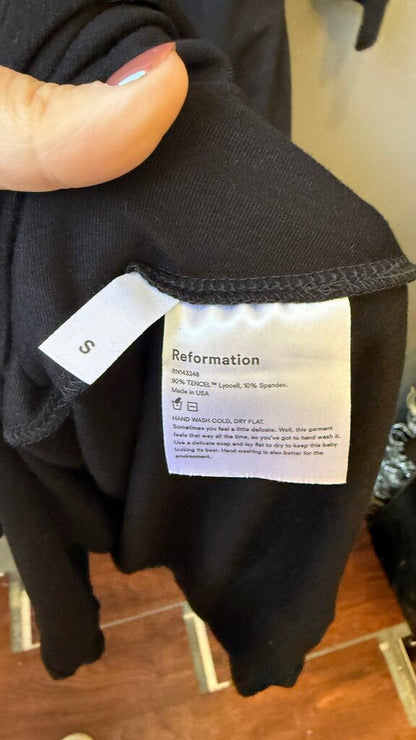 S
Reformation
RN143246
90% TENCEL™ Lyocell, 10% Spandex.
Made in USA
HAND WASH COLD, DRY FLAT.
Sometimes you feel a little delicate. Well, this garment
feels that way all the time, so you've got to hand wash it.
Use a delicate soap and lay flat to dry to keep this baby
looking its best. Hand washing is also better for the
environment.